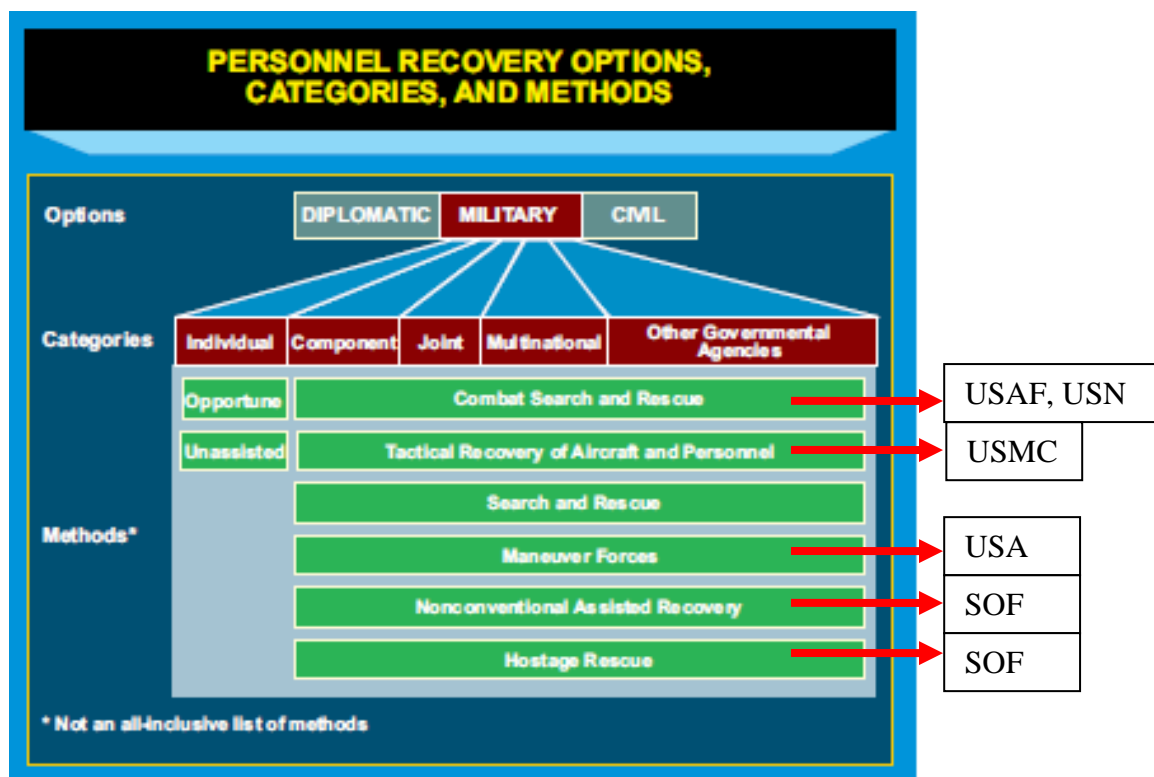 PERSONNEL RECOVERY OPTIONS,
CATEGORIES, AND METHODS
Options
DIPLOMATIC
MILITARY
CIVIL
Categories
Individual
Component
Joint
Multinational
Other Governmental
Agencies
Opportune
Combat Search and Rescue
USAF, USN
Unassisted
Tactical Recovery of Aircraft and Personnel
USMC
Search and Rescue
Methods*
Maneuver Forces
USA
Nonconventional Assisted Recovery
SOF
Hostage Rescue
SOF
* Not an all-inclusive list of methods